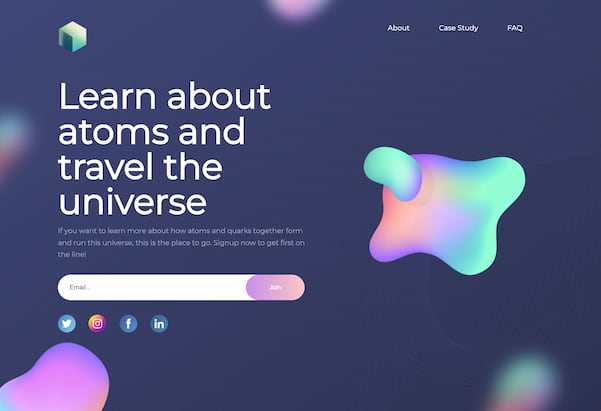 About Case Study FAQ
Learn about
atoms and
travel the
universe
If you want to learn more about how atoms and quarks together form
and run this universe, this is the place to go. Signup now to get first on
the line!
Email... Join